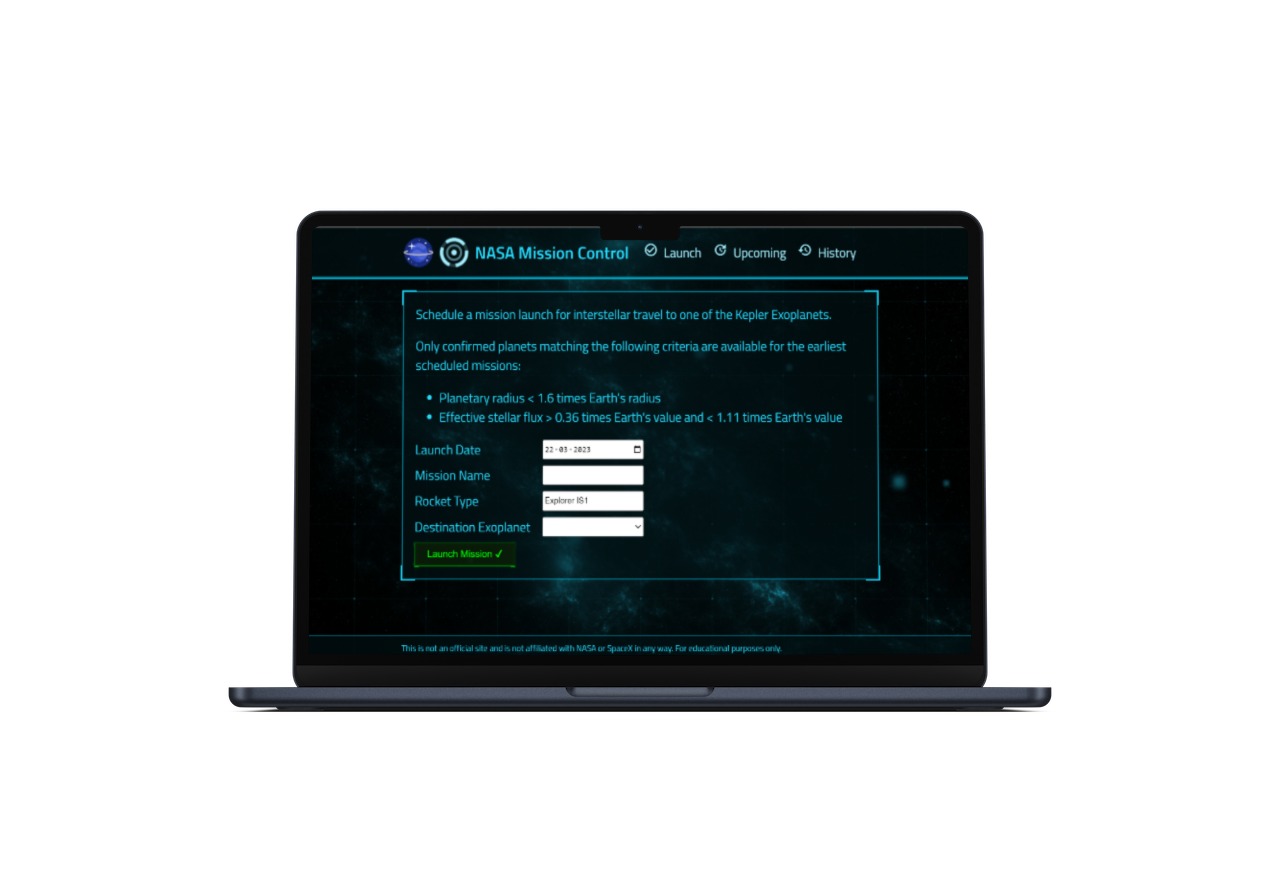 NASA Mission Control Launch Upcoming History
Schedule a mission launch for interstellar travel to one of the Kepler Exoplanets.
Only confirmed planets matching the following criteria are available for the earliest
scheduled missions:
• Planetary radius < 1.6 times Earth's radius
• Effective stellar flux > 0.36 times Earth's value and < 1.11 times Earth's value
Launch Date 22-03-2023
Mission Name
Rocket Type Explorer IS1
Destination Exoplanet
Launch Mission ✓
This is not an official site and is not affiliated with NASA or SpaceX in any way. For educational purposes only.